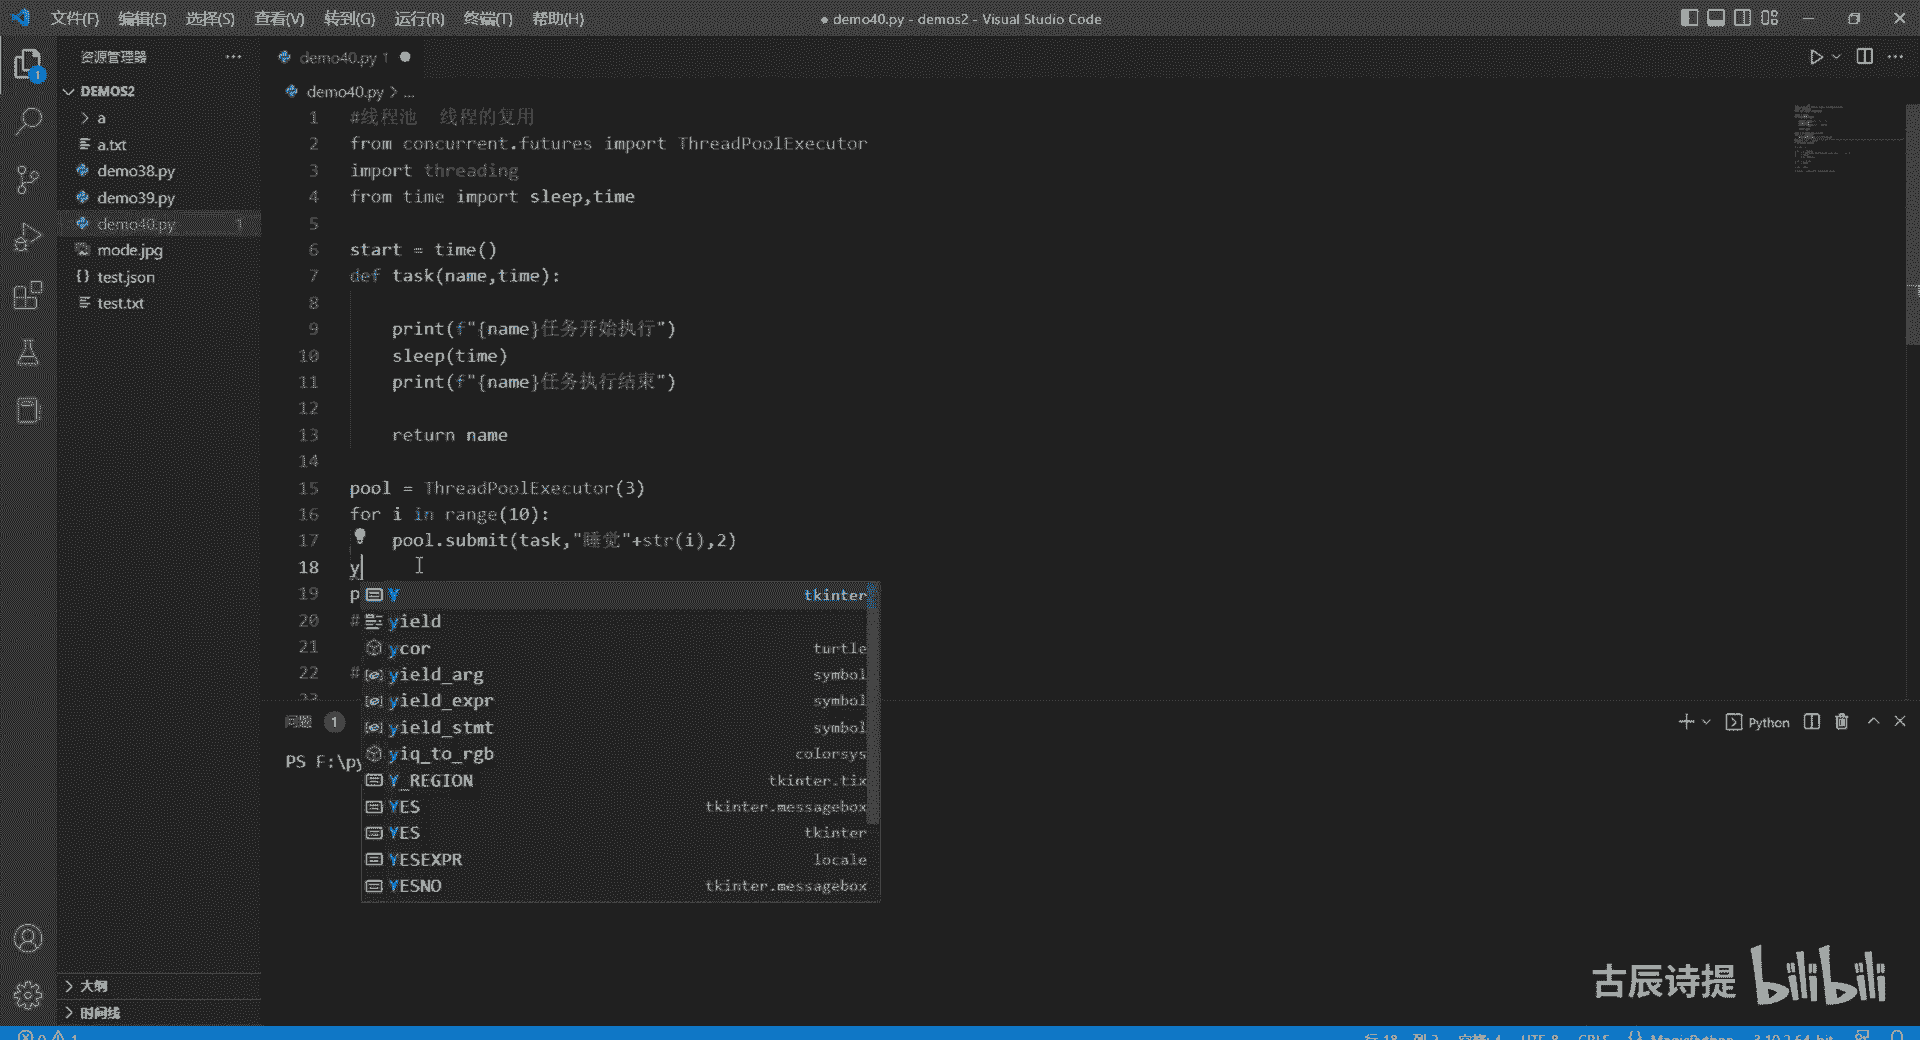 文件(F) 编辑(E) 选择(S) 查看(V) 转到(G) 运行(R) 终端(T) 帮助(H)
● demo40.py - demos2 - Visual Studio Code
资源管理器
demo40.py 1
DEMOS2
demo40.py > ...
a
a.txt
demo38.py
demo39.py
demo40.py 1
mode.jpg
test.json
test.txt
1 #线程池 线程的复用
2 from concurrent.futures import ThreadPoolExecutor
3 import threading
4 from time import sleep,time
5
6 start = time()
7 def task(name,time):
8
9 print(f"{name}任务开始执行")
10 sleep(time)
11 print(f"{name}任务执行结束")
12
13 return name
14
15 pool = ThreadPoolExecutor(3)
16 for i in range(10):
17 pool.submit(task,"睡觉"+str(i),2)
18 y
19 p
20 #
21
22 #
23
Y tkinter
yield
ycor turtle
yield_arg symbol
yield_expr symbol
yield_stmt symbol
yiq_to_rgb colorsys
Y_REGION tkinter.tix
YES tkinter.messagebox
YES tkinter
YESEXPR locale
YESNO tkinter.messagebox
问题 1
Python
PS F:\py
大纲
时间线
古辰诗提 bilibili
行 18 列 2 空格: 4 UTF-8 CRLF MagicPython 3.10.2 64-bit